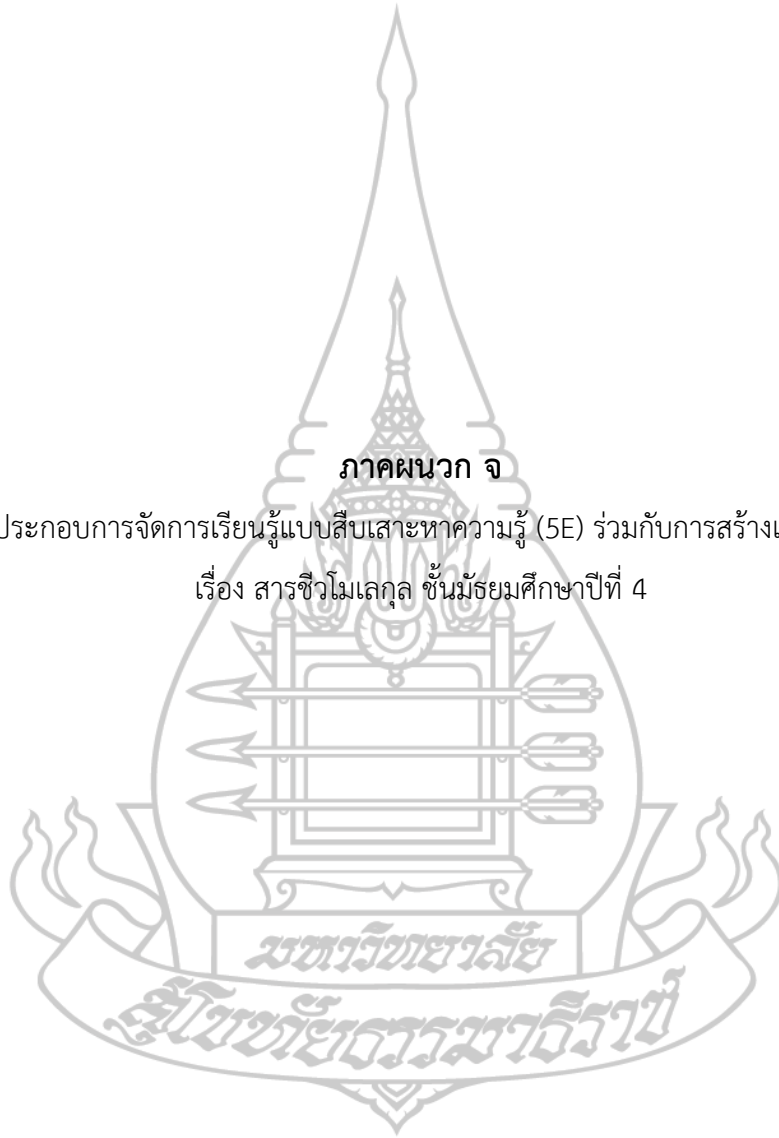 ภาคผนวก จ
ประกอบการจัดการเรียนรู้แบบสืบเสาะหาความรู้ (5E) ร่วมกับการสร้าง
เรื่อง สารชีวโมเลกุล ชั้นมัธยมศึกษาปีที่ 4
มหาวิทยาลัย
สุโขทัยธรรมาธิราช